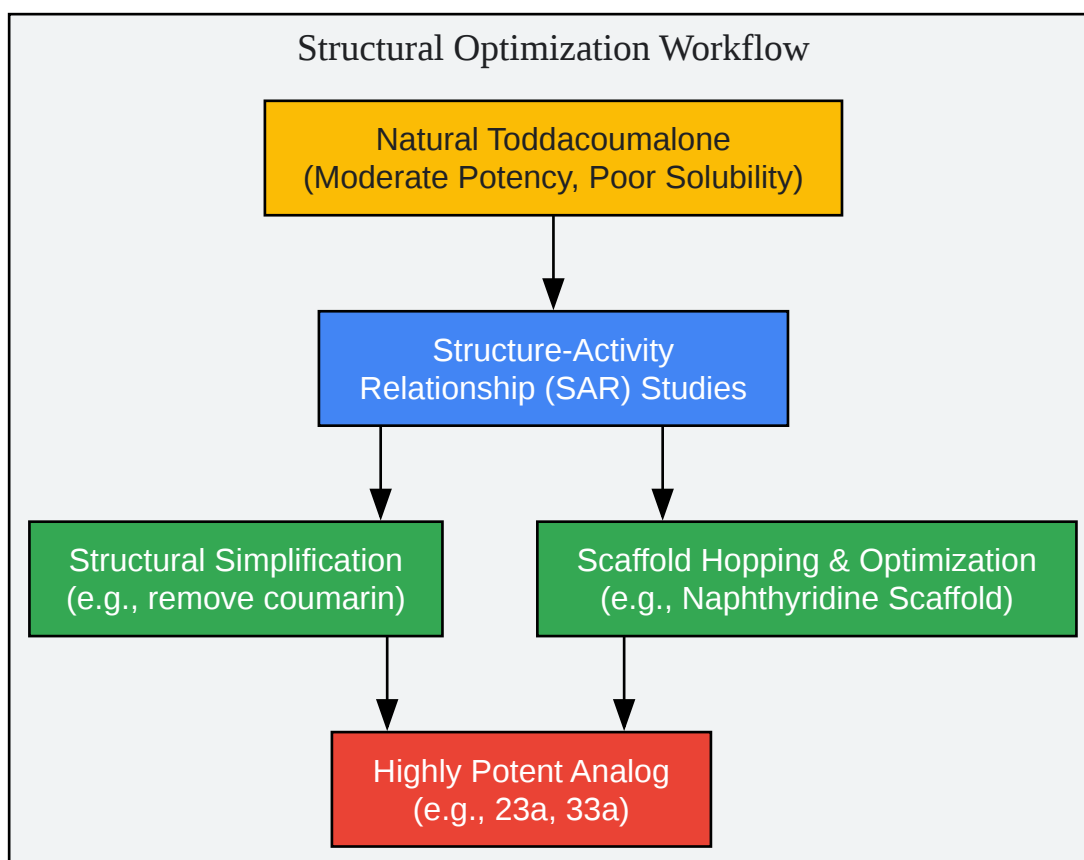 Structural Optimization Workflow
Natural Toddacoumalone
(Moderate Potency, Poor Solubility)
Structure-Activity
Relationship (SAR) Studies
Structural Simplification
(e.g., remove coumarin)
Scaffold Hopping & Optimization
(e.g., Naphthyridine Scaffold)
Highly Potent Analog
(e.g., 23a, 33a)